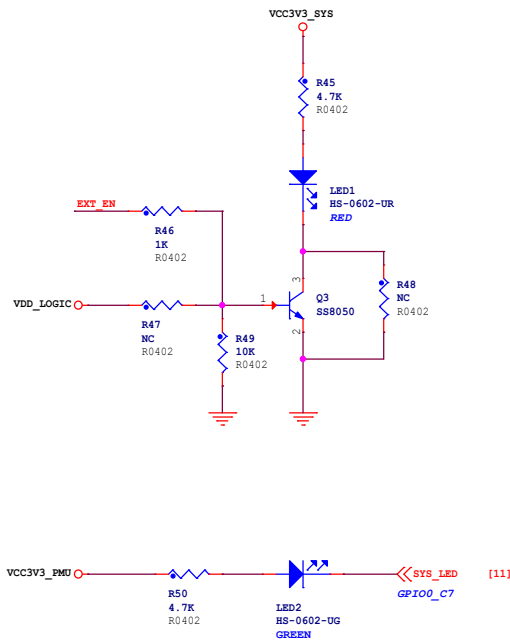 VCC3V3_SYS
R45
4.7K
R0402
LED1
HS-0602-UR
RED
EXT_EN
R46
1K
R0402
3
R48
NC
R0402
VDD_LOGIC
1
Q3
SS8050
R47
NC
R0402
2
R49
10K
R0402
VCC3V3_PMU
SYS_LED [11]
GPIO0_C7
R50
4.7K
R0402
LED2
HS-0602-UG
GREEN